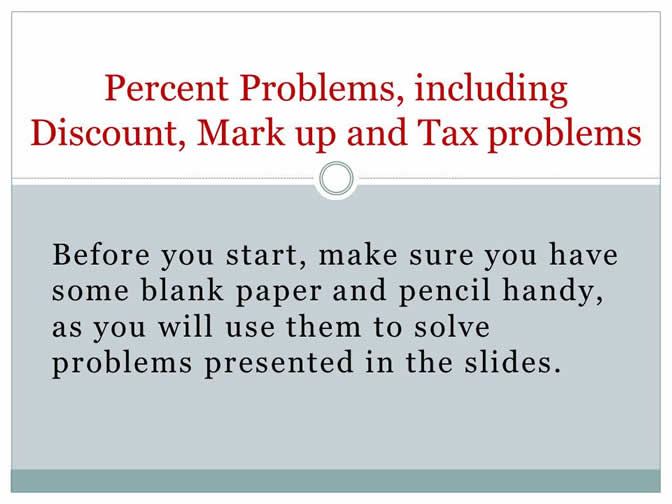 Percent Problems, including
Discount, Mark up and Tax problems
Before you start, make sure you have
some blank paper and pencil handy,
as you will use them to solve
problems presented in the slides.